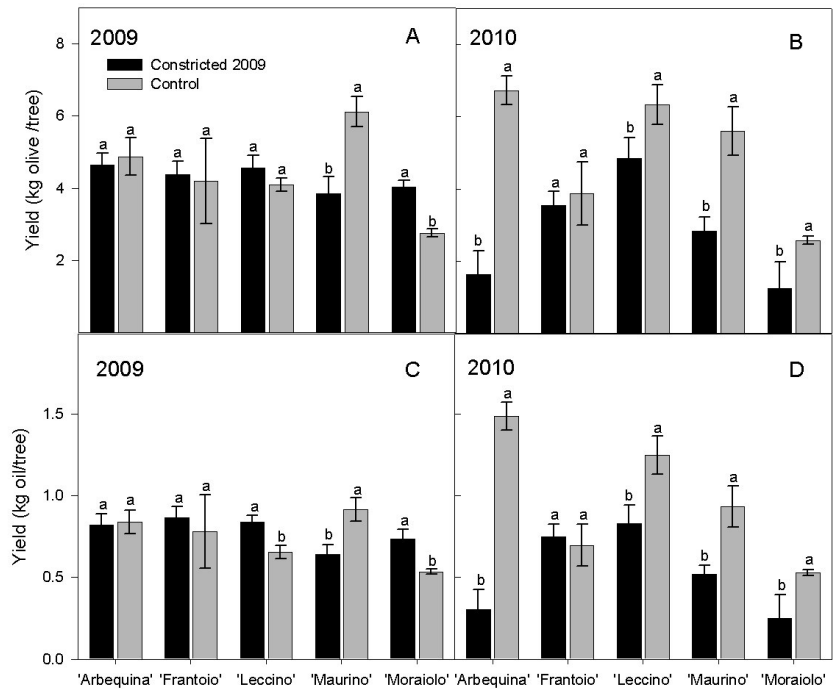 2009
A
Constricted 2009
Control
Yield (kg olive /tree)
8
6
4
2
a a a a a a b a a b
2010
B
b a a a b a b a b a
2009
C
Yield (kg oil/tree)
1.5
1.0
0.5
0.0
a a a a a b b a a b
'Arbequina' 'Frantoio' 'Leccino' 'Maurino' 'Moraiolo'
2010
D
b a a a b a b a b a
'Arbequina' 'Frantoio' 'Leccino' 'Maurino' 'Moraiolo'